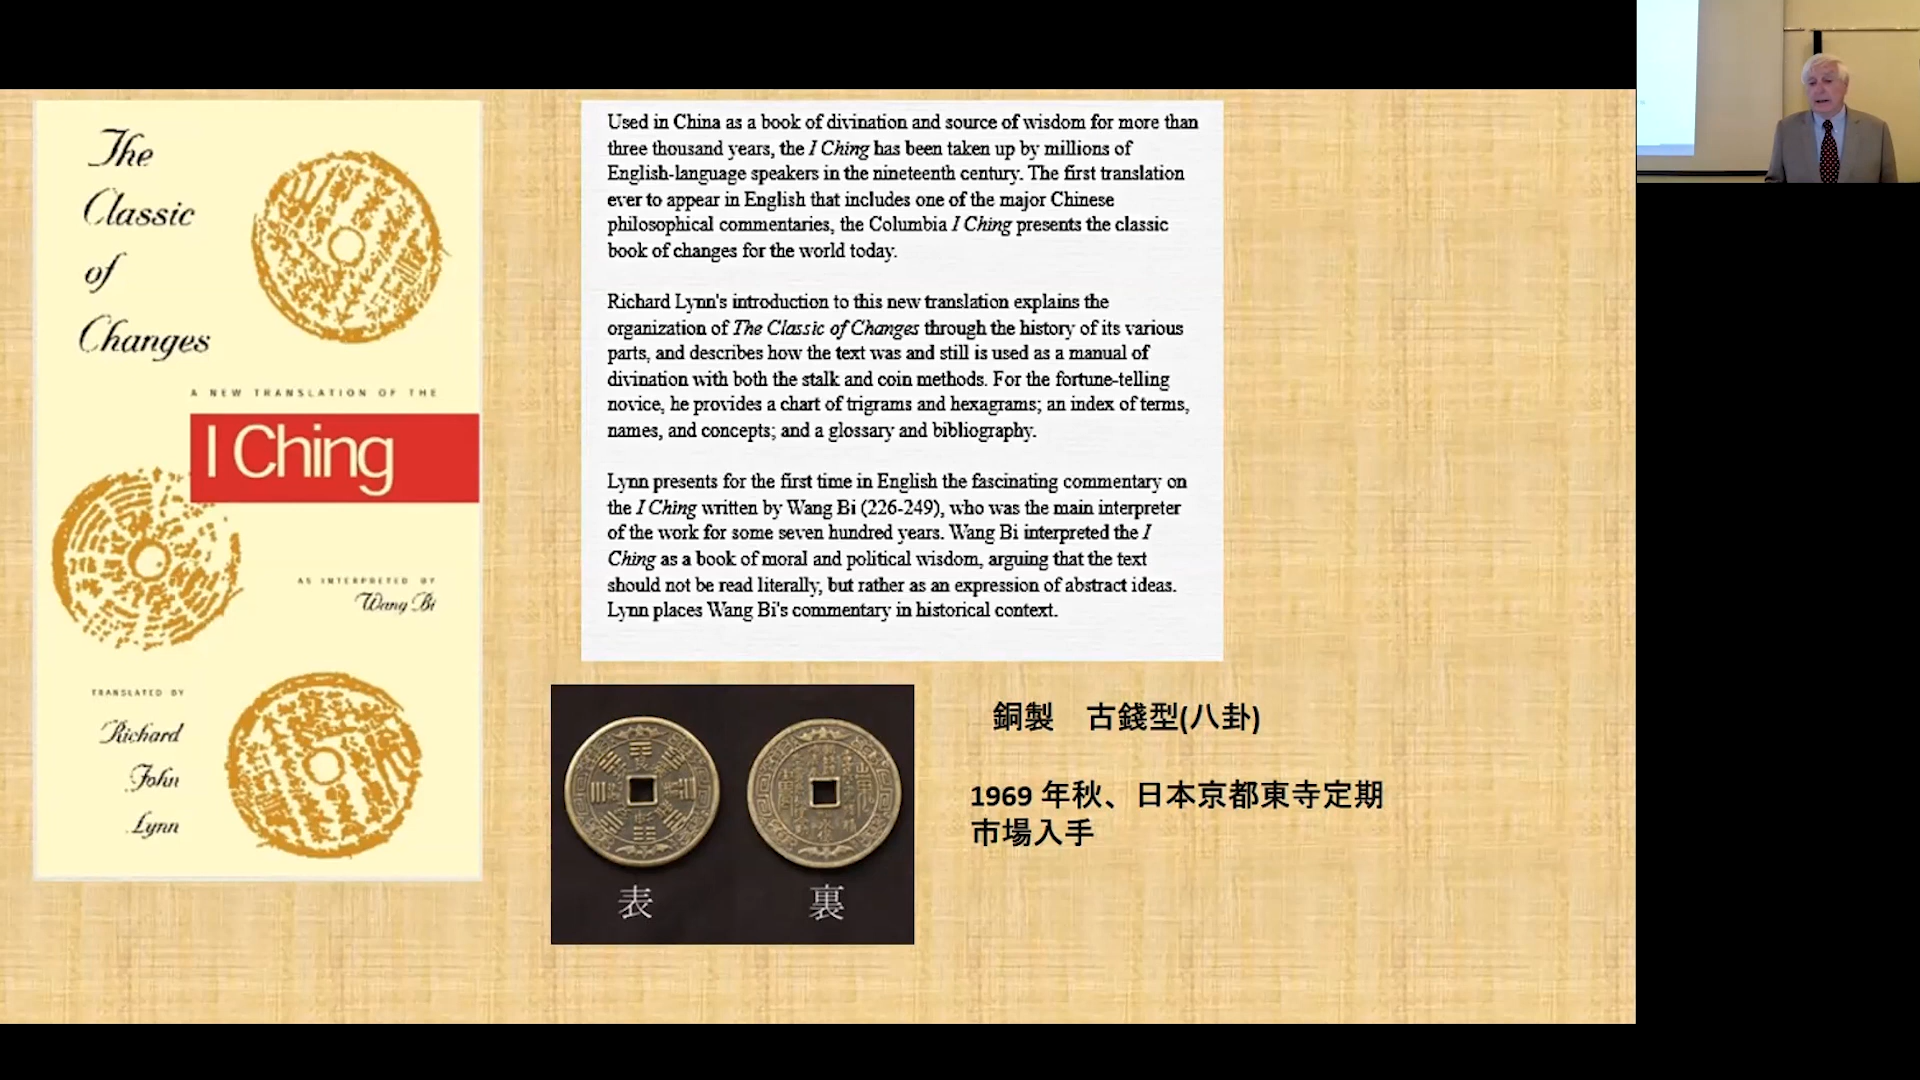 The
Classic
of
Changes
A NEW TRANSLATION OF THE
I Ching
AS INTERPRETED BY
Wang Bi
TRANSLATED BY
Richard
John
Lynn
Used in China as a book of divination and source of wisdom for more than
three thousand years, the I Ching has been taken up by millions of
English-language speakers in the nineteenth century. The first translation
ever to appear in English that includes one of the major Chinese
philosophical commentaries, the Columbia I Ching presents the classic
book of changes for the world today.
Richard Lynn's introduction to this new translation explains the
organization of The Classic of Changes through the history of its various
parts, and describes how the text was and still is used as a manual of
divination with both the stalk and coin methods. For the fortune-telling
novice, he provides a chart of trigrams and hexagrams; an index of terms,
names, and concepts; and a glossary and bibliography.
Lynn presents for the first time in English the fascinating commentary on
the I Ching written by Wang Bi (226-249), who was the main interpreter
of the work for some seven hundred years. Wang Bi interpreted the I
Ching as a book of moral and political wisdom, arguing that the text
should not be read literally, but rather as an expression of abstract ideas.
Lynn places Wang Bi's commentary in historical context.
表
裏
銅製　古錢型(八卦)
1969 年秋、日本京都東寺定期
市場入手